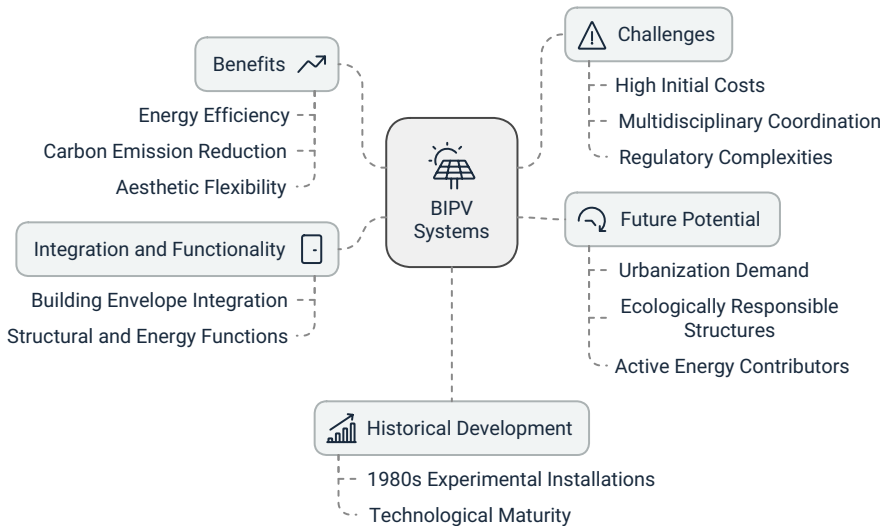 BIPV
Systems
Benefits
Energy Efficiency
Carbon Emission Reduction
Aesthetic Flexibility
Integration and Functionality
Building Envelope Integration
Structural and Energy Functions
Challenges
High Initial Costs
Multidisciplinary Coordination
Regulatory Complexities
Future Potential
Urbanization Demand
Ecologically Responsible
Structures
Active Energy Contributors
Historical Development
1980s Experimental Installations
Technological Maturity